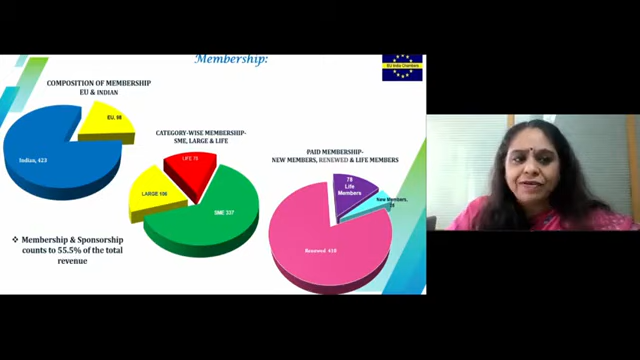 Membership:
EU India Chambers
COMPOSITION OF MEMBERSHIP
EU & INDIAN
EU, 98
Indian, 423
CATEGORY-WISE MEMBERSHIP-
SME, LARGE & LIFE
LIFE 78
LARGE 106
SME 337
PAID MEMBERSHIP-
NEW MEMBERS, RENEWED & LIFE MEMBERS
78
Life
Members
New Members,
Renewed 418
❖ Membership & Sponsorship
counts to 55.5% of the total
revenue